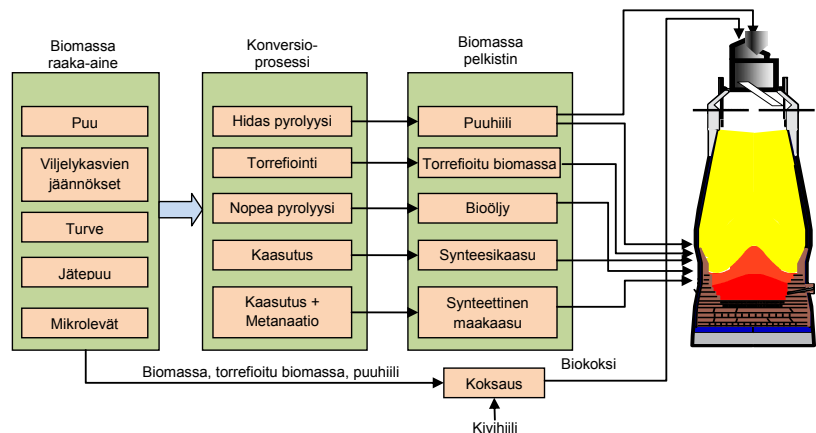 Biomassa
raaka-aine
Puu
Viljelykasvien
jäännökset
Turve
Jätepuu
Mikrolevät
Konversio-
prosessi
Hidas pyrolyysi
Torrefiointi
Nopea pyrolyysi
Kaasutus
Kaasutus +
Metanaatio
Biomassa
pelkistin
Puuhiili
Torrefioitu biomassa
Bioöljy
Synteesikaasu
Synteettinen
maakaasu
Biomassa, torrefioitu biomassa, puuhiili
Koksaus
Biokoksi
Kivihiili